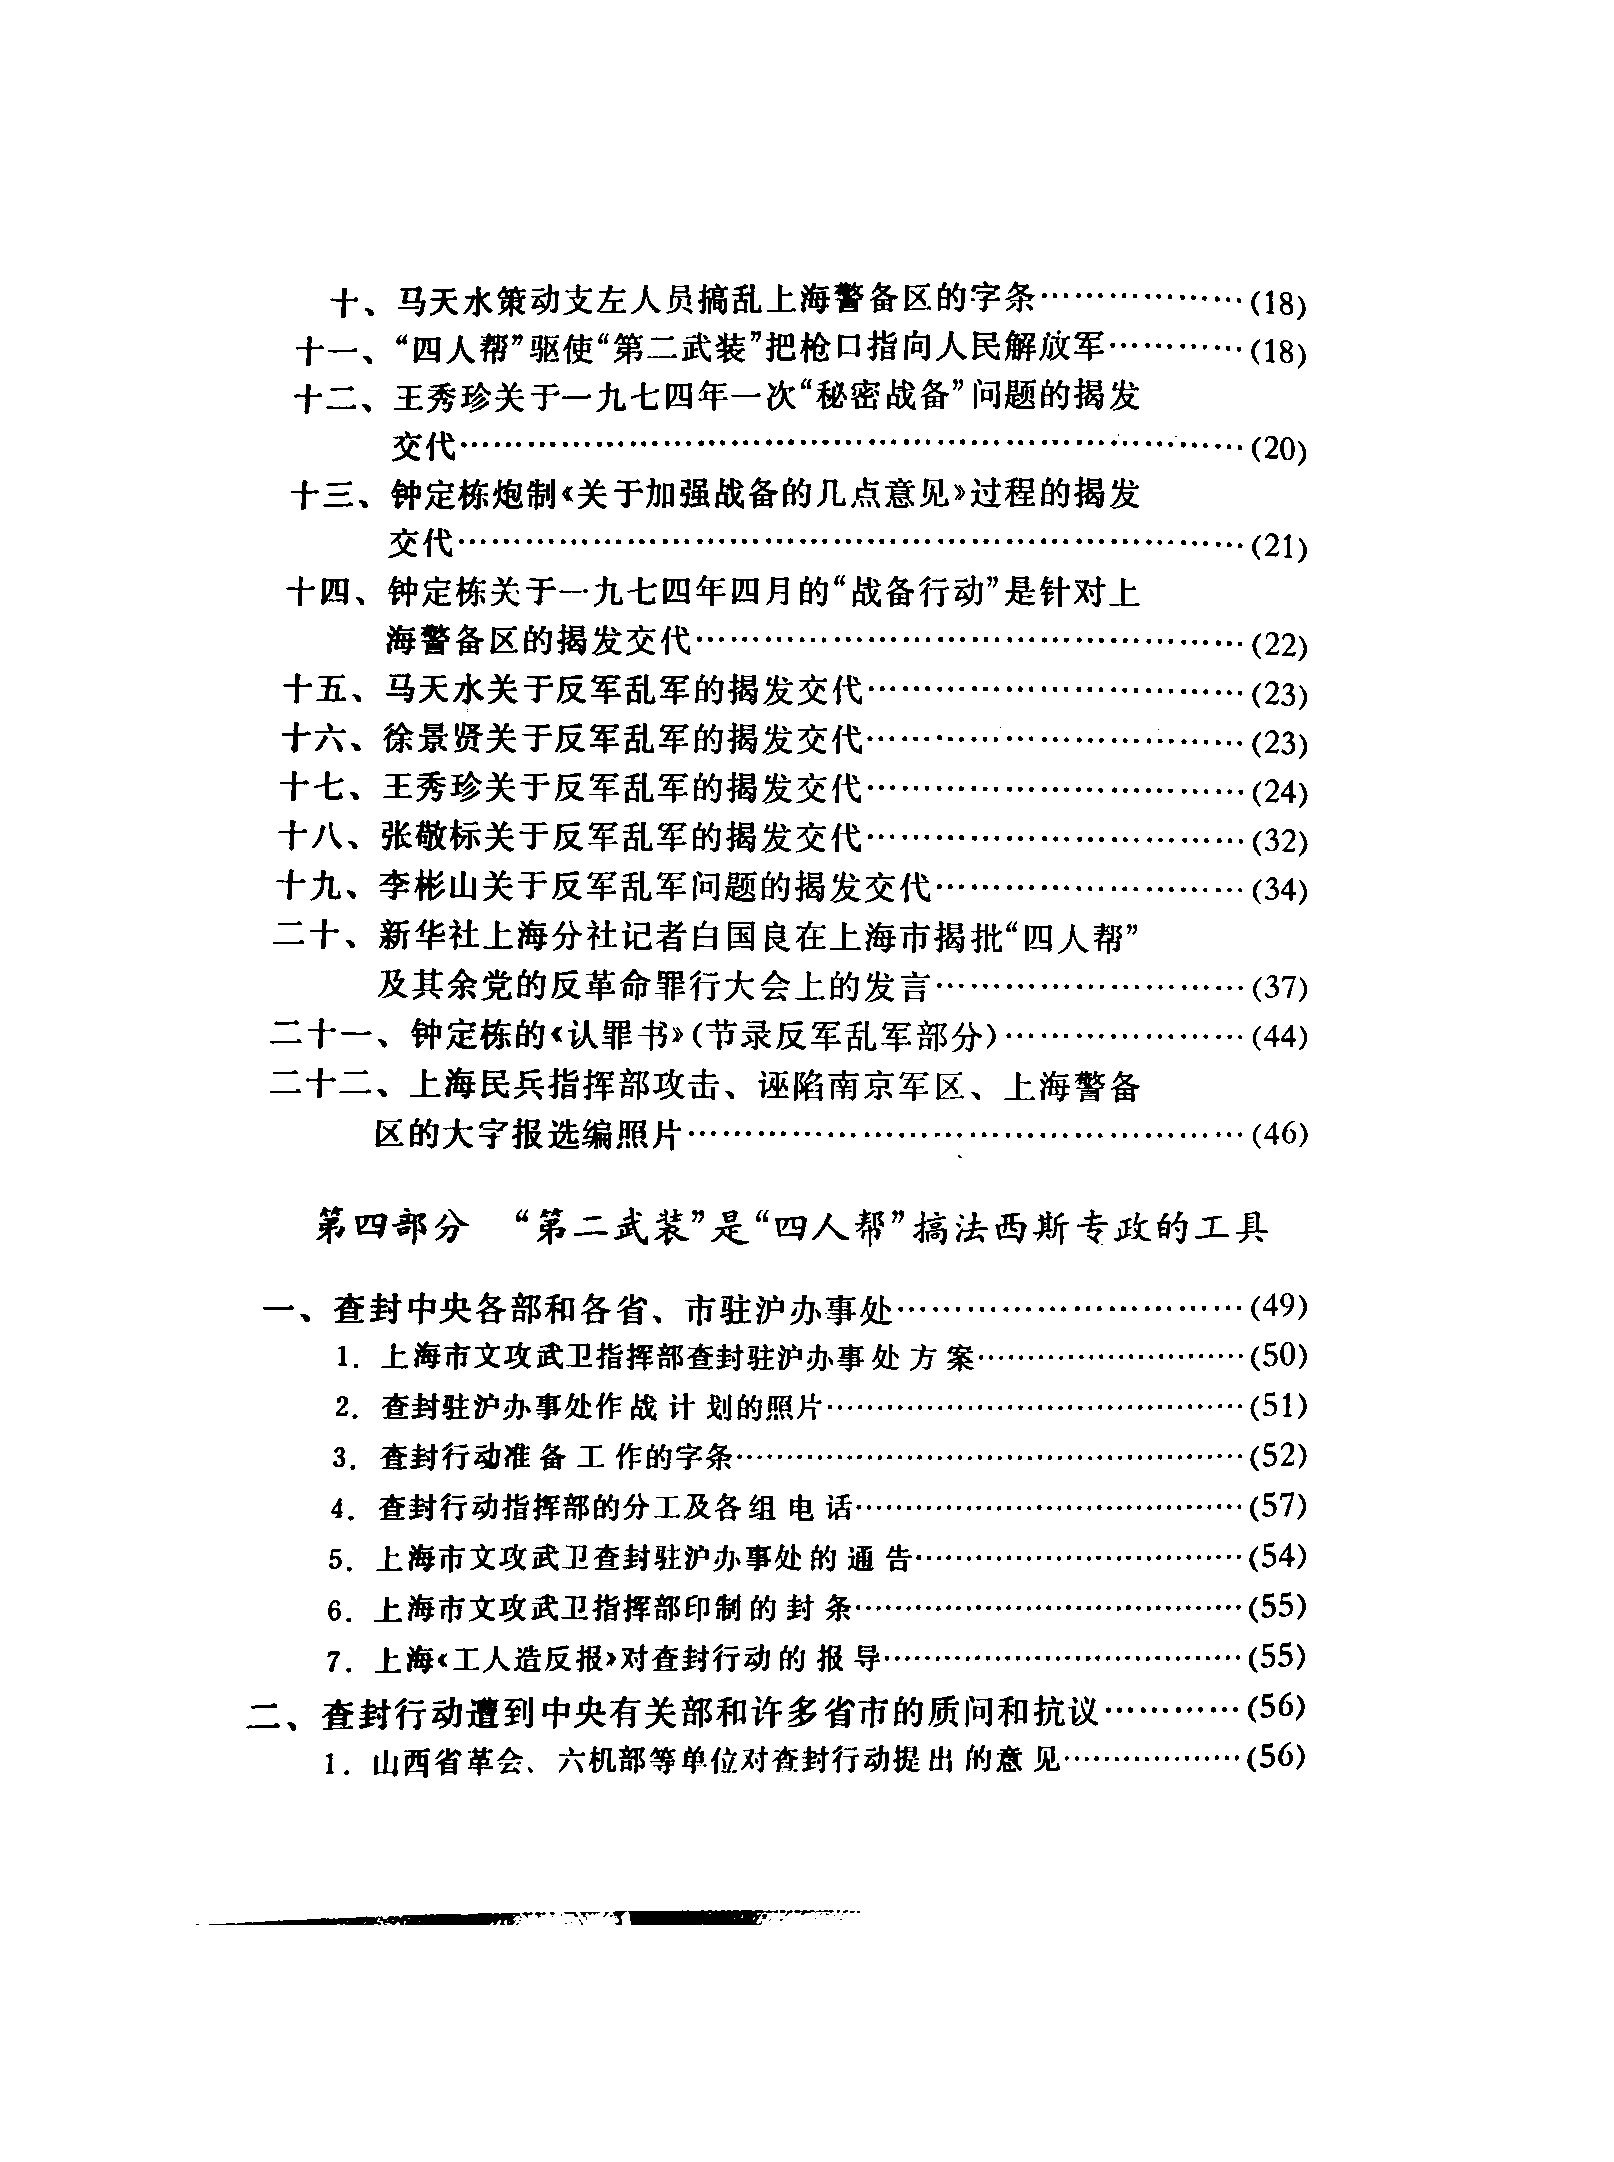 十、马天水策动支左人员搞乱上海警备区的字条………………(18)
十一、“四人帮”驱使“第二武装”把枪口指向人民解放军…………(18)
十二、王秀珍关于一九七四年一次“秘密战备”问题的揭发
交代………………………………………………………………(20)
十三、钟定栋炮制《关于加强战备的几点意见》过程的揭发
交代………………………………………………………………(21)
十四、钟定栋关于一九七四年四月的“战备行动”是针对上
海警备区的揭发交代……………………………………………(22)
十五、马天水关于反军乱军的揭发交代……………………………(23)
十六、徐景贤关于反军乱军的揭发交代……………………………(23)
十七、王秀珍关于反军乱军的揭发交代……………………………(24)
十八、张敬标关于反军乱军的揭发交代……………………………(32)
十九、李彬山关于反军乱军问题的揭发交代………………………(34)
二十、新华社上海分社记者白国良在上海市揭批“四人帮”
及其余党的反革命罪行大会上的发言………………………(37)
二十一、钟定栋的《认罪书》(节录反军乱军部分)…………………(44)
二十二、上海民兵指挥部攻击、诬陷南京军区、上海警备
区的大字报选编照片……………………………………………(46)
第四部分 “第二武装”是“四人帮”搞法西斯专政的工具
一、查封中央各部和各省、市驻沪办事处…………………………(49)
1. 上海市文攻武卫指挥部查封驻沪办事处方案………………………(50)
2. 查封驻沪办事处作战计划的照片……………………………………(51)
3. 查封行动准备工作的字条……………………………………………(52)
4. 查封行动指挥部的分工及各组电话…………………………………(57)
5. 上海市文攻武卫查封驻沪办事处的通告……………………………(54)
6. 上海市文攻武卫指挥部印制的封条…………………………………(55)
7. 上海《工人造反报》对查封行动的报导………………………………(55)
二、查封行动遭到中央有关部和许多省市的质问和抗议…………(56)
1. 山西省革会、六机部等单位对查封行动提出的意见………………(56)